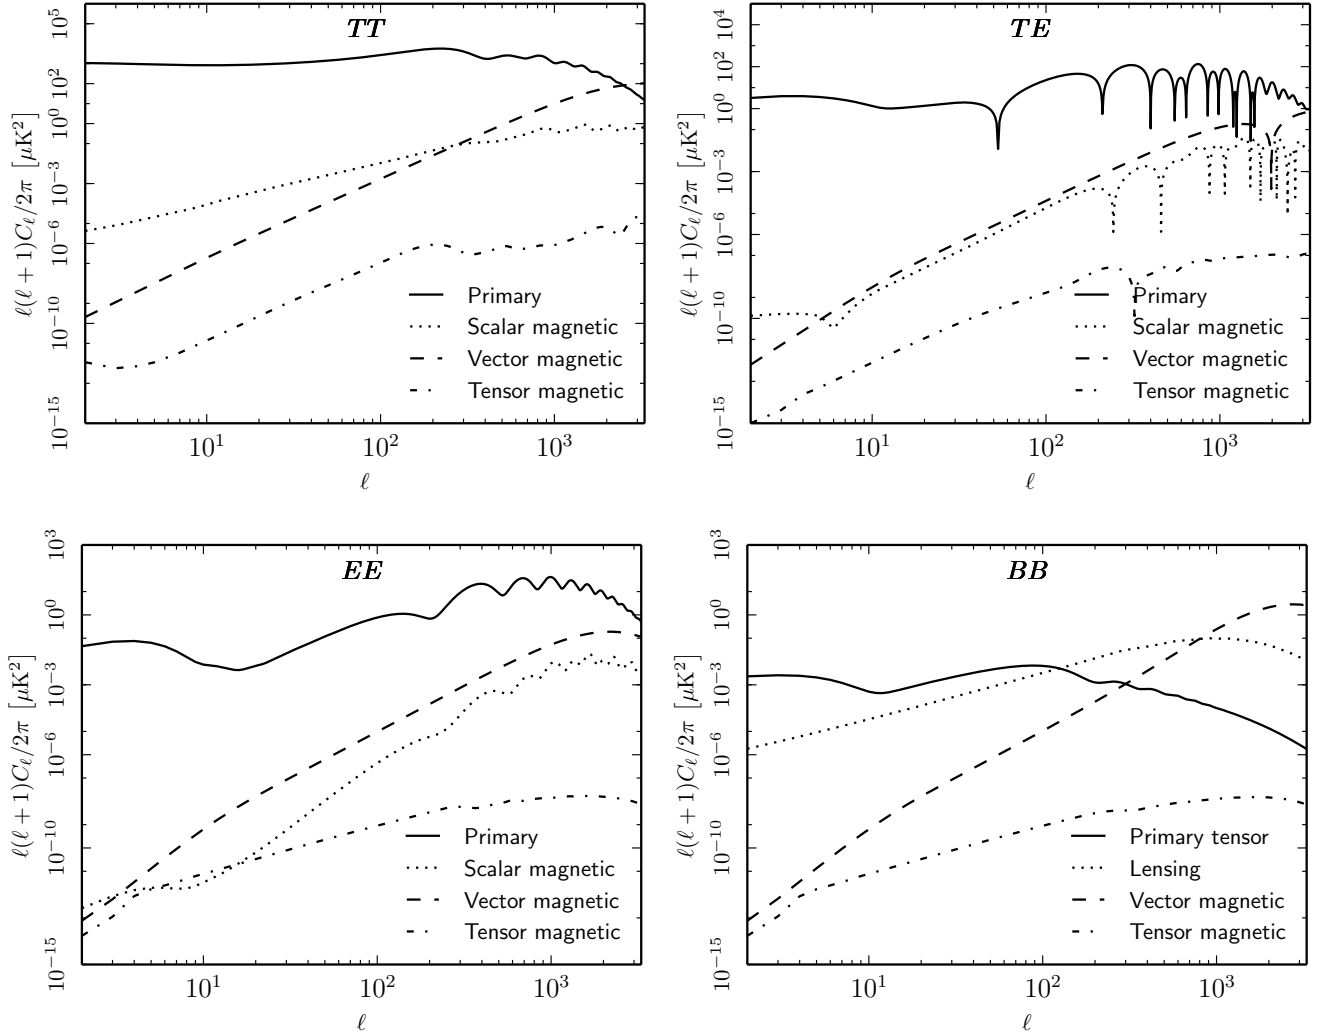 TT
10^5
10^2
10^0
10^−3
10^−6
10^−10
10^−15
ℓ(ℓ + 1)C_ℓ/2π [μK^2]
Primary
Scalar magnetic
Vector magnetic
Tensor magnetic
10^1 10^2 10^3
ℓ
TE
10^4
10^2
10^0
10^−3
10^−6
10^−10
10^−15
ℓ(ℓ + 1)C_ℓ/2π [μK^2]
Primary
Scalar magnetic
Vector magnetic
Tensor magnetic
10^1 10^2 10^3
ℓ
EE
10^3
10^0
10^−3
10^−6
10^−10
10^−15
ℓ(ℓ + 1)C_ℓ/2π [μK^2]
Primary
Scalar magnetic
Vector magnetic
Tensor magnetic
10^1 10^2 10^3
ℓ
BB
10^3
10^0
10^−3
10^−6
10^−10
10^−15
ℓ(ℓ + 1)C_ℓ/2π [μK^2]
Primary tensor
Lensing
Vector magnetic
Tensor magnetic
10^1 10^2 10^3
ℓ